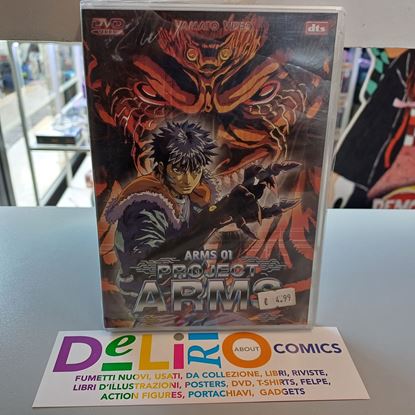 DVD
VIDEO
YAMATO VIDEO
dts
ARMS 01
PROJECT
ARMS
€ 4.99
DeLiRiO ABOUT COMICS
FUMETTI NUOVI, USATI, DA COLLEZIONE, LIBRI, RIVISTE,
LIBRI D'ILLUSTRAZIONI, POSTERS, DVD, T-SHIRTS, FELPE,
ACTION FIGURES, PORTACHIAVI, GADGETS